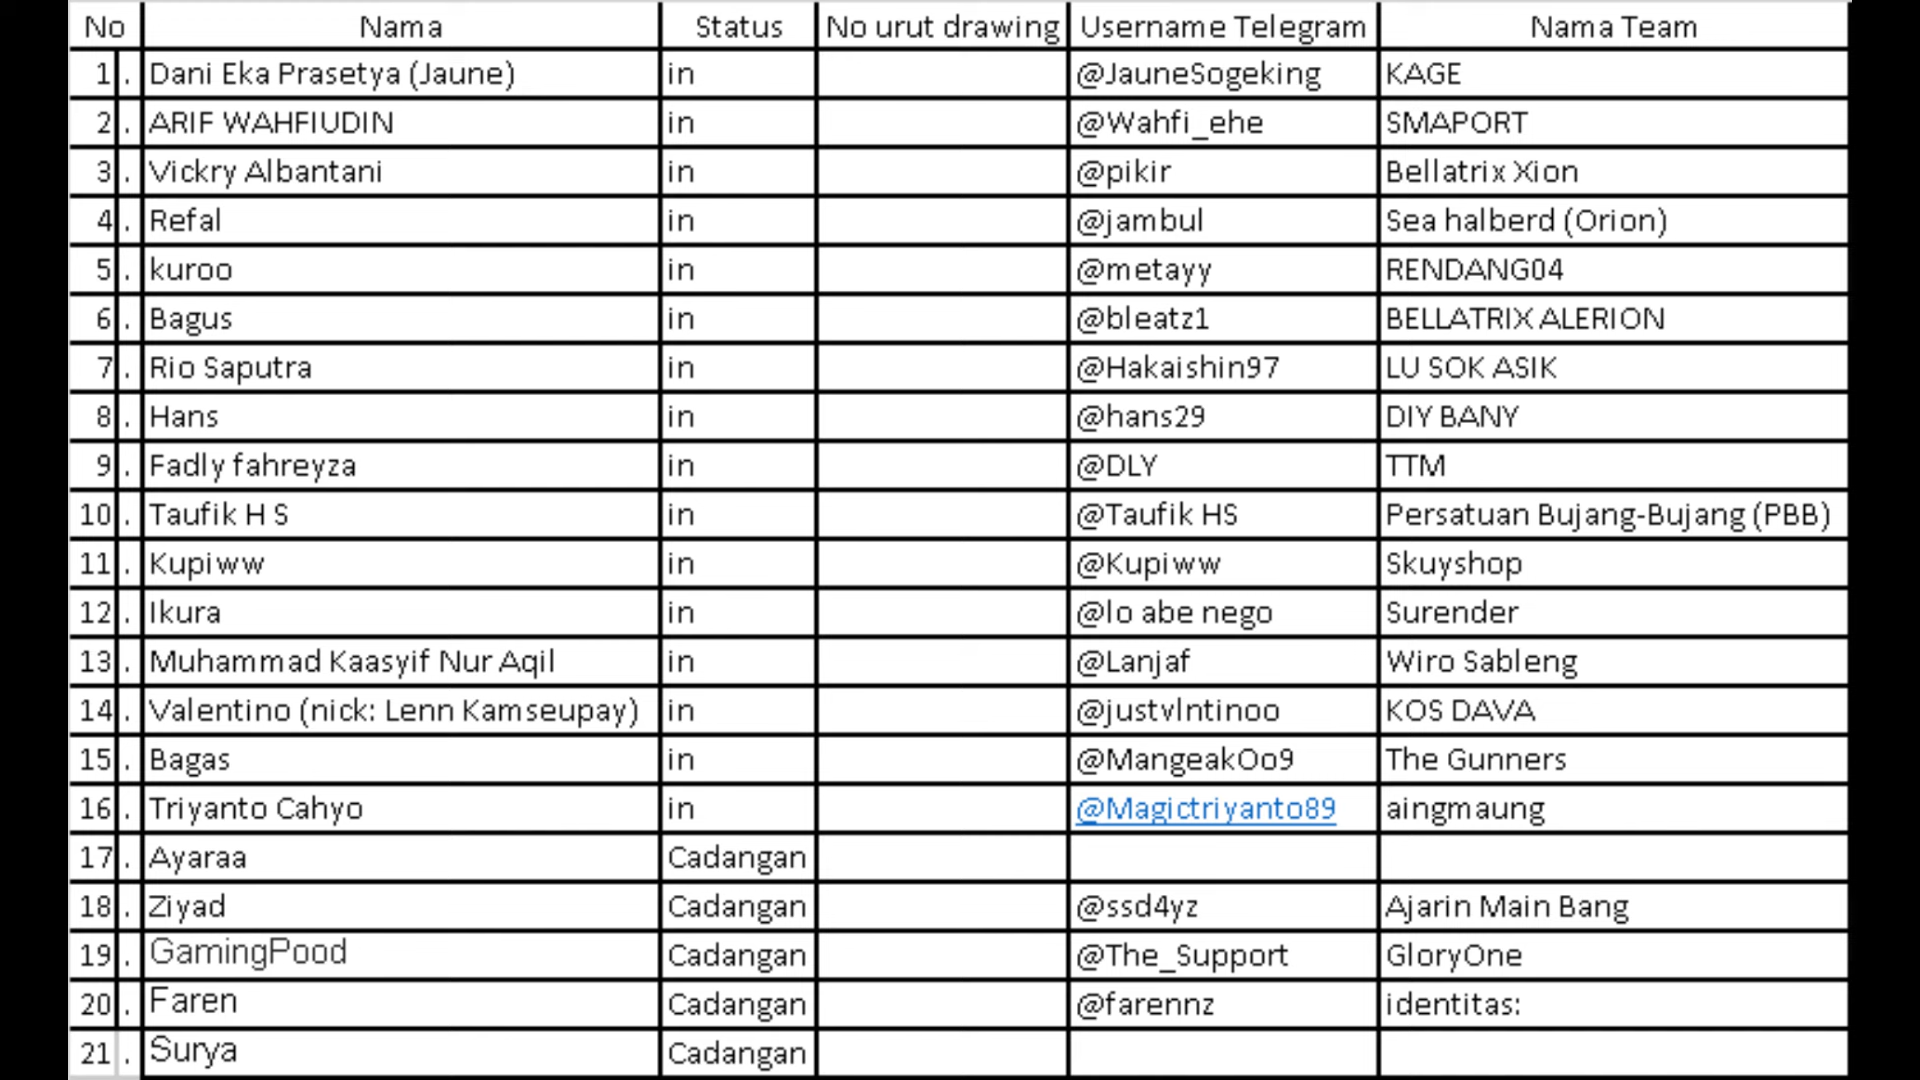 No Nama Status No urut drawing Username Telegram Nama Team
1 . Dani Eka Prasetya (Jaune) in @JauneSogeking KAGE
2 . ARIF WAHFIUDIN in @Wahfi_ehe SMAPORT
3 . Vickry Albantani in @pikir Bellatrix Xion
4 . Refal in @jambul Sea halberd (Orion)
5 . kuroo in @metayy RENDANG04
6 . Bagus in @bleatz1 BELLATRIX ALERION
7 . Rio Saputra in @Hakaishin97 LU SOK ASIK
8 . Hans in @hans29 DIY BANY
9 . Fadly fahreyza in @DLY TTM
10 . Taufik H S in @Taufik HS Persatuan Bujang-Bujang (PBB)
11 . Kupiww in @Kupiww Skuyshop
12 . Ikura in @lo abe nego Surender
13 . Muhammad Kaasyif Nur Aqil in @Lanjaf Wiro Sableng
14 . Valentino (nick: Lenn Kamseupay) in @justvlntinoo KOS DAVA
15 . Bagas in @MangeakOo9 The Gunners
16 . Triyanto Cahyo in @Magictriyanto89 aingmaung
17 . Ayaraa Cadangan
18 . Ziyad Cadangan @ssd4yz Ajarin Main Bang
19 . GamingPood Cadangan @The_Support GloryOne
20 . Faren Cadangan @farennz identitas:
21 . Surya Cadangan